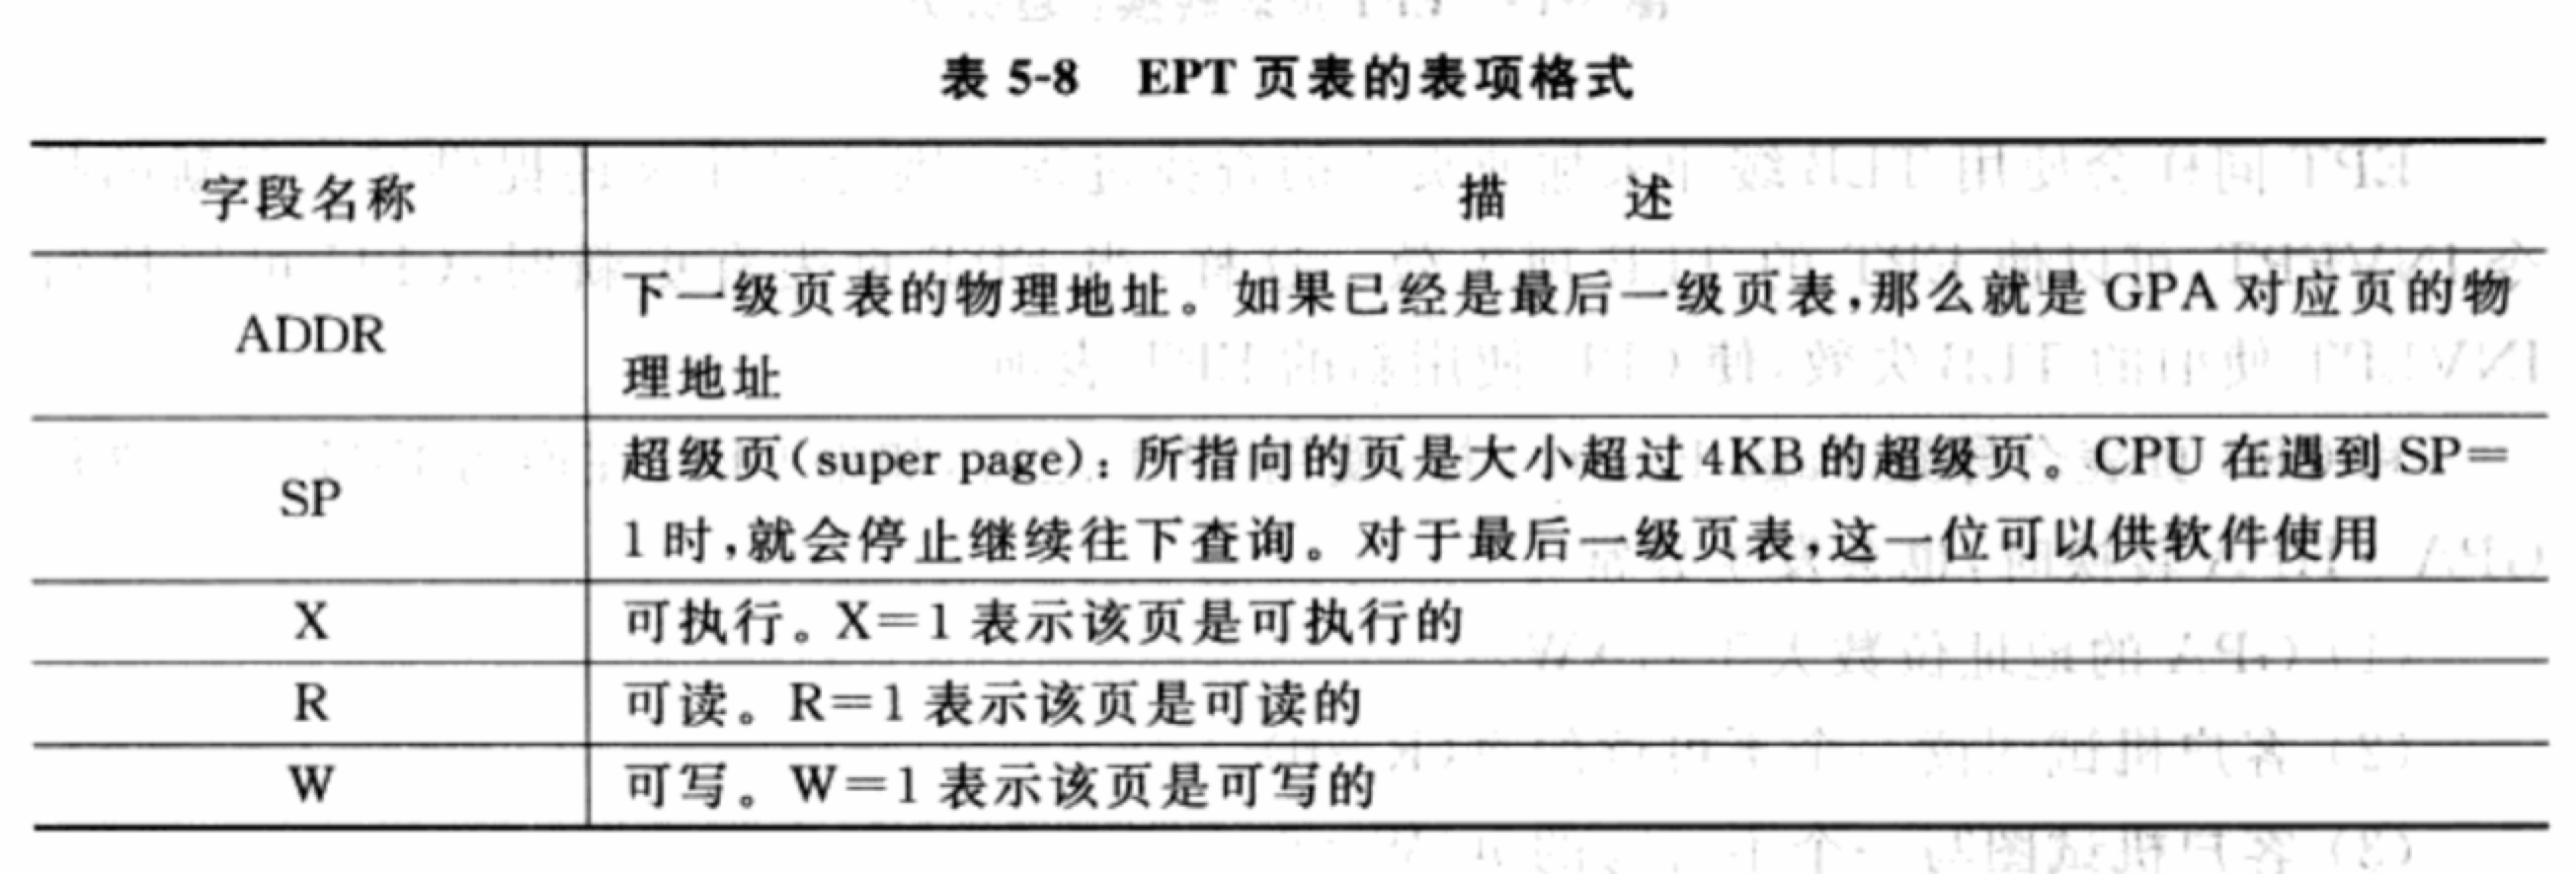 表 5-8 EPT 页表的表项格式
字段名称 描 述
ADDR 下一级页表的物理地址。如果已经是最后一级页表,那么就是 GPA 对应页的物
理地址
SP 超级页(super page): 所指向的页是大小超过 4KB 的超级页。CPU 在遇到 SP=
1 时,就会停止继续往下查询。对于最后一级页表,这一位可以供软件使用
X 可执行。X=1 表示该页是可执行的
R 可读。R=1 表示该页是可读的
W 可写。W=1 表示该页是可写的